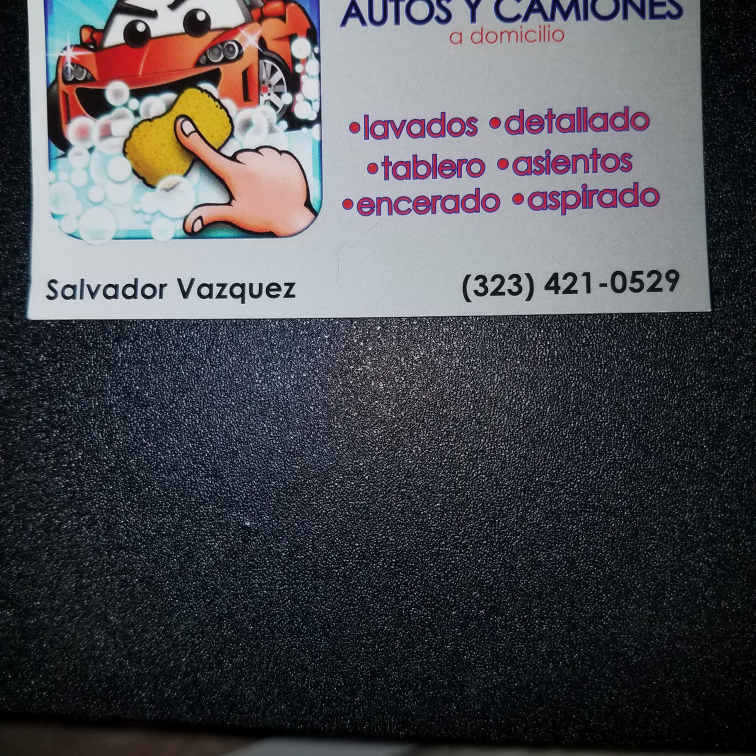 AUTOS Y CAMIONES
a domicilio
•lavados •detallado
•tablero •asientos
•encerado •aspirado
Salvador Vazquez (323) 421-0529